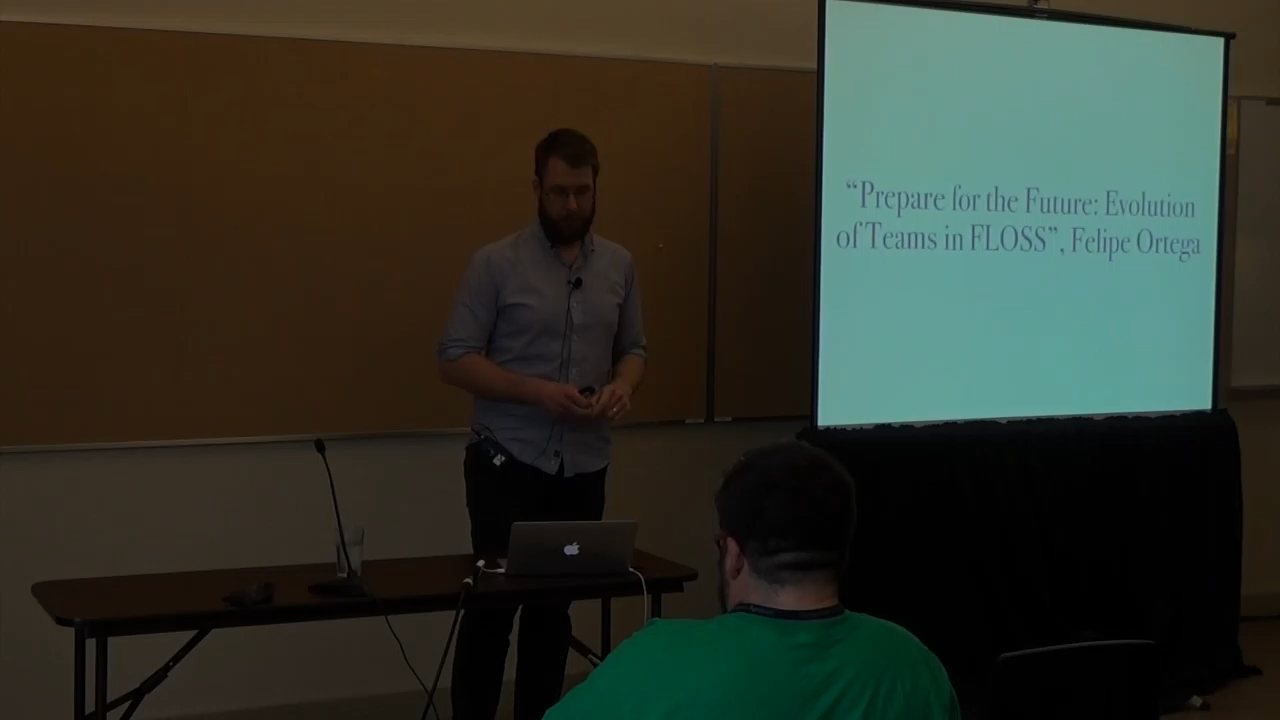 “Prepare for the Future: Evolution
of Teams in FLOSS”, Felipe Ortega